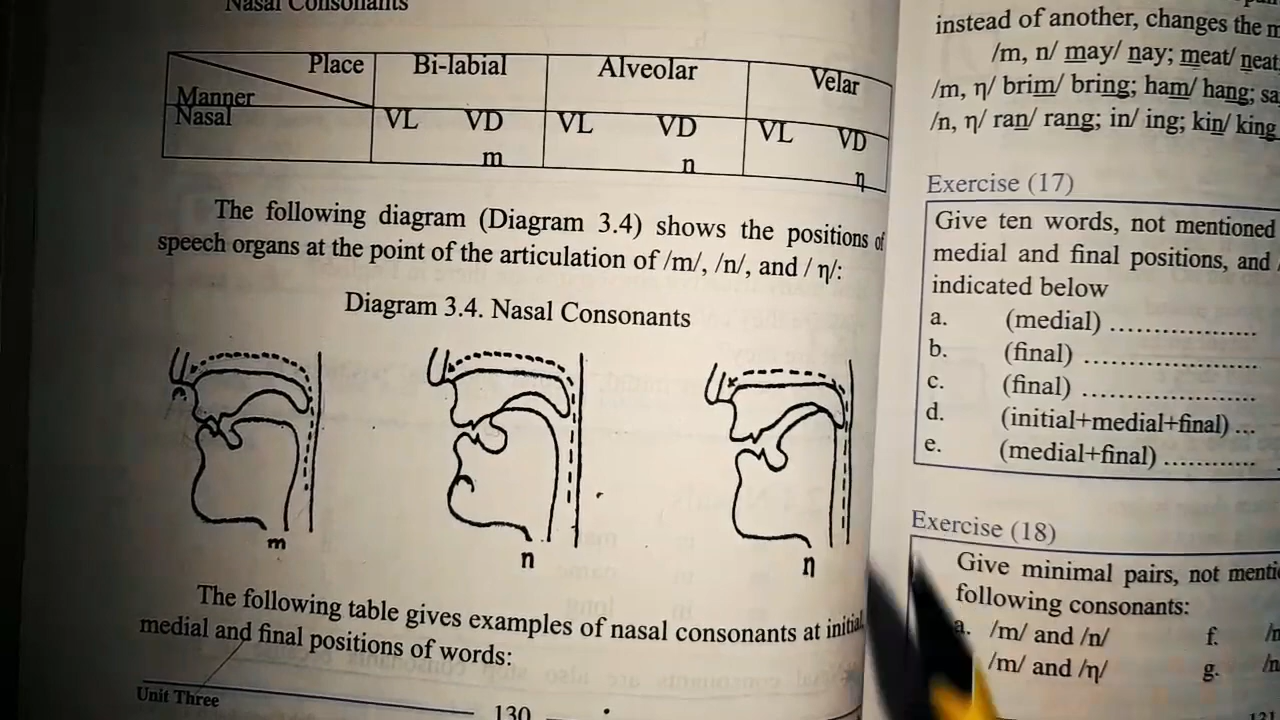 Nasal Consonants
Place Bi-labial Alveolar Velar
Manner
Nasal VL VD VL VD VL VD
m n η
The following diagram (Diagram 3.4) shows the positions of
speech organs at the point of the articulation of /m/, /n/, and / η/:
Diagram 3.4. Nasal Consonants
m n η
The following table gives examples of nasal consonants at initial,
medial and final positions of words:
Unit Three
130
instead of another, changes the
/m, n/ may/ nay; meat/ neat
/m, η/ brim/ bring; ham/ hang;
/n, η/ ran/ rang; in/ ing; kin/ king
Exercise (17)
Give ten words, not mentioned
medial and final positions, and
indicated below
a. (medial) ..................
b. (final) .....................
c. (final) .....................
d. (initial+medial+final) ...
e. (medial+final) ............
Exercise (18)
Give minimal pairs, not
following consonants:
a. /m/ and /n/ f.
/m/ and /η/ g.